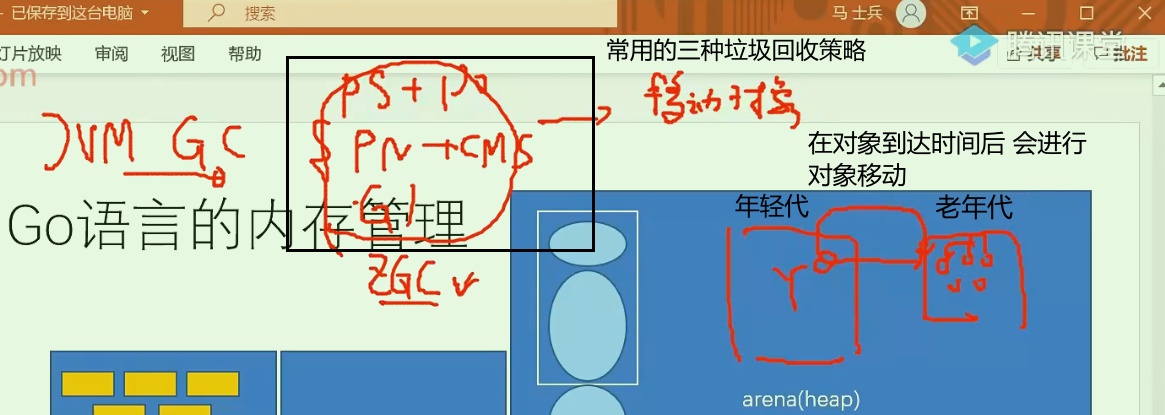 已保存到这台电脑
搜索
马 士兵
灯片放映 审阅 视图 帮助
常用的三种垃圾回收策略
腾讯课堂
共享 批注
om
JVM GC
PS + PO
PN + CMS
G1
ZGC
移动对象
在对象到达时间后 会进行
对象移动
Go语言的内存管理
年轻代 老年代
Y
arena(heap)